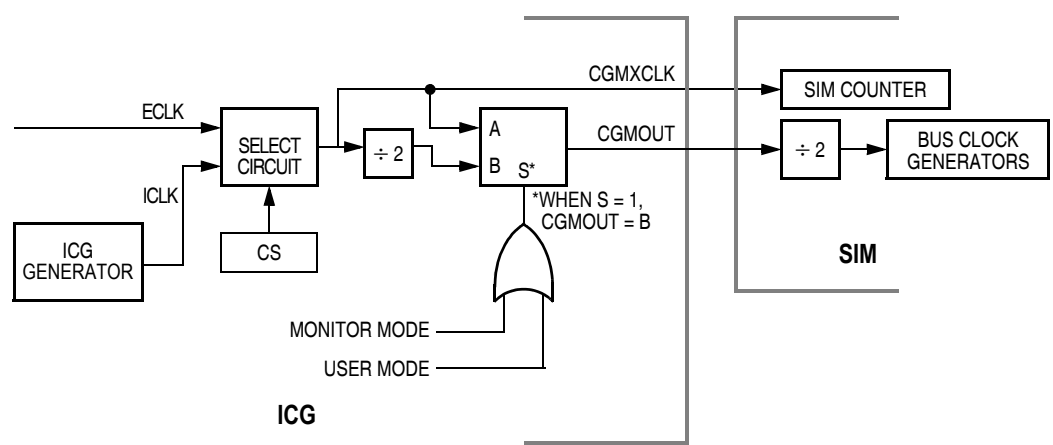 CGMXCLK
SIM COUNTER
ECLK
SELECT
CIRCUIT
÷ 2
A
B
S*
CGMOUT
÷ 2
BUS CLOCK
GENERATORS
ICLK
*WHEN S = 1,
CGMOUT = B
ICG
GENERATOR
CS
SIM
MONITOR MODE
USER MODE
ICG